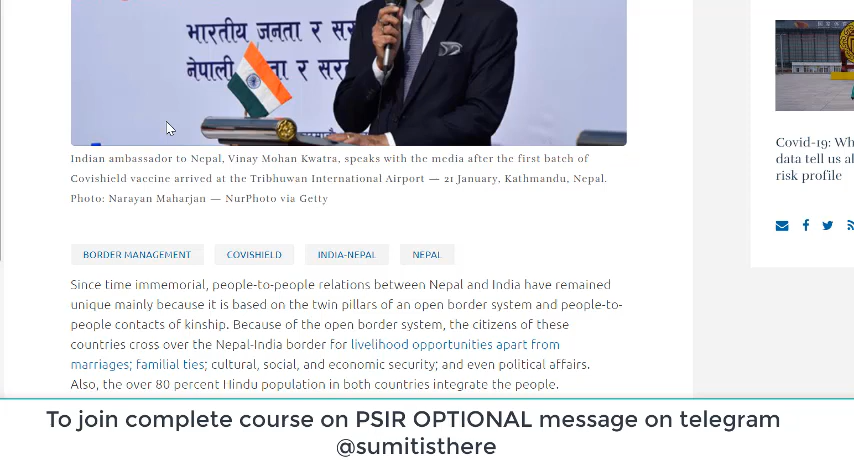 भारतीय जनता र सर
नेपाली जनता र सर
Indian ambassador to Nepal, Vinay Mohan Kwatra, speaks with the media after the first batch of
Covishield vaccine arrived at the Tribhuwan International Airport — 21 January, Kathmandu, Nepal.
Photo: Narayan Maharjan — NurPhoto via Getty
BORDER MANAGEMENT COVISHIELD INDIA-NEPAL NEPAL
Since time immemorial, people-to-people relations between Nepal and India have remained
unique mainly because it is based on the twin pillars of an open border system and people-to-
people contacts of kinship. Because of the open border system, the citizens of these
countries cross over the Nepal-India border for livelihood opportunities apart from
marriages; familial ties; cultural, social, and economic security; and even political affairs.
Also, the over 80 percent Hindu population in both countries integrate the people.
Covid-19: Wh
data tell us al
risk profile
To join complete course on PSIR OPTIONAL message on telegram
@sumitisthere